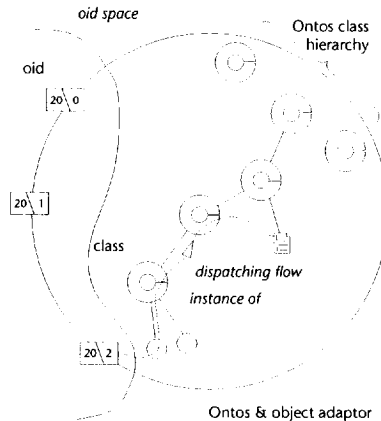 oid space
Ontos class
hierarchy
oid
20\0
20\1
class
dispatching flow
instance of
20\2
Ontos & object adaptor